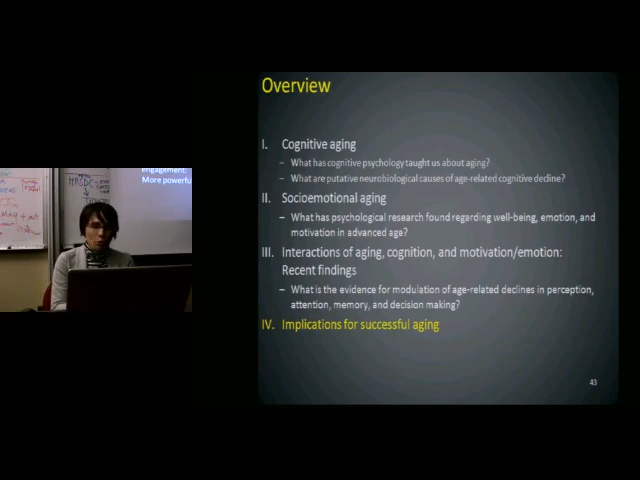 Overview
I. Cognitive aging
– What has cognitive psychology taught us about aging?
– What are putative neurobiological causes of age-related cognitive decline?
II. Socioemotional aging
– What has psychological research found regarding well-being, emotion, and
motivation in advanced age?
III. Interactions of aging, cognition, and motivation/emotion:
Recent findings
– What is the evidence for modulation of age-related declines in perception,
attention, memory, and decision making?
IV. Implications for successful aging
43
engagement:
More powerful
HRSDC